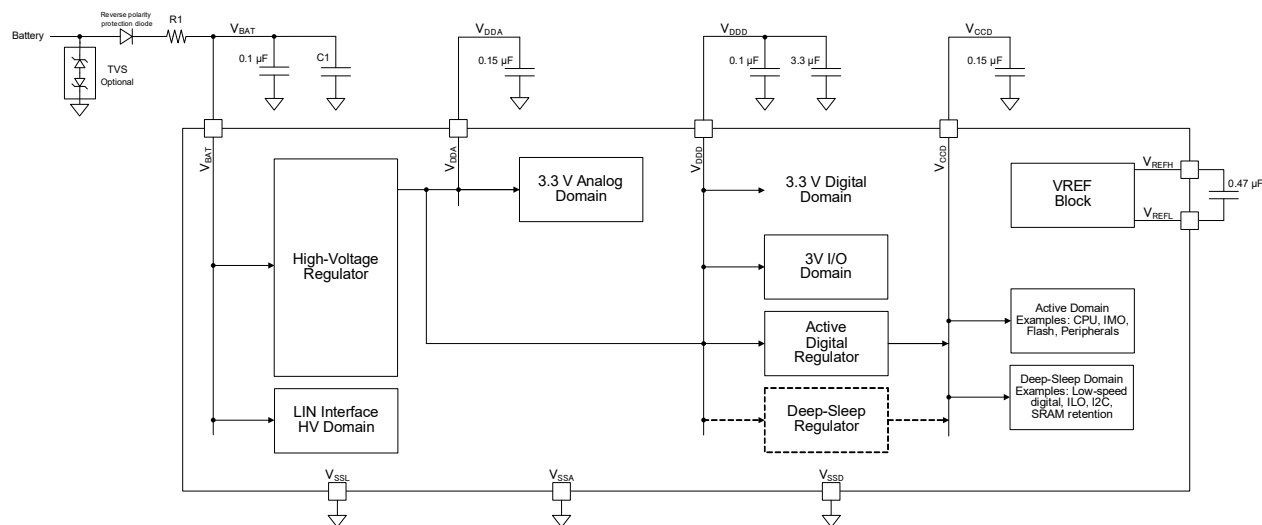 Reverse polarity
protection diode
R1
Battery
TVS
Optional
VBAT
0.1 µF
C1
VDDA
0.15 µF
VDDD
0.1 µF
3.3 µF
VCCD
0.15 µF
VBAT
VDDA
VDDD
VCCD
High-Voltage
Regulator
3.3 V Analog
Domain
3.3 V Digital
Domain
VREF
Block
VREFH
VREFL
0.47 µF
3V I/O
Domain
Active
Digital
Regulator
Active Domain
Examples: CPU, IMO,
Flash, Peripherals
LIN Interface
HV Domain
Deep-Sleep
Regulator
Deep-Sleep Domain
Examples: Low-speed
digital, ILO, I2C,
SRAM retention
VSSL
VSSA
VSSD